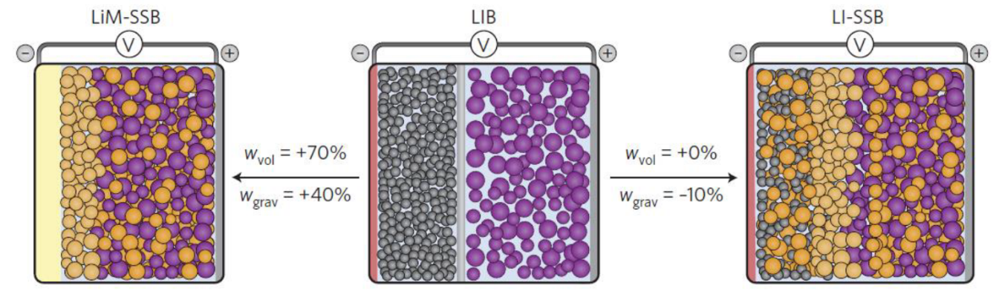 LiM-SSB
LIB
LI-SSB
− V +
− V +
− V +
w_vol = +70%
w_grav = +40%
w_vol = +0%
w_grav = -10%